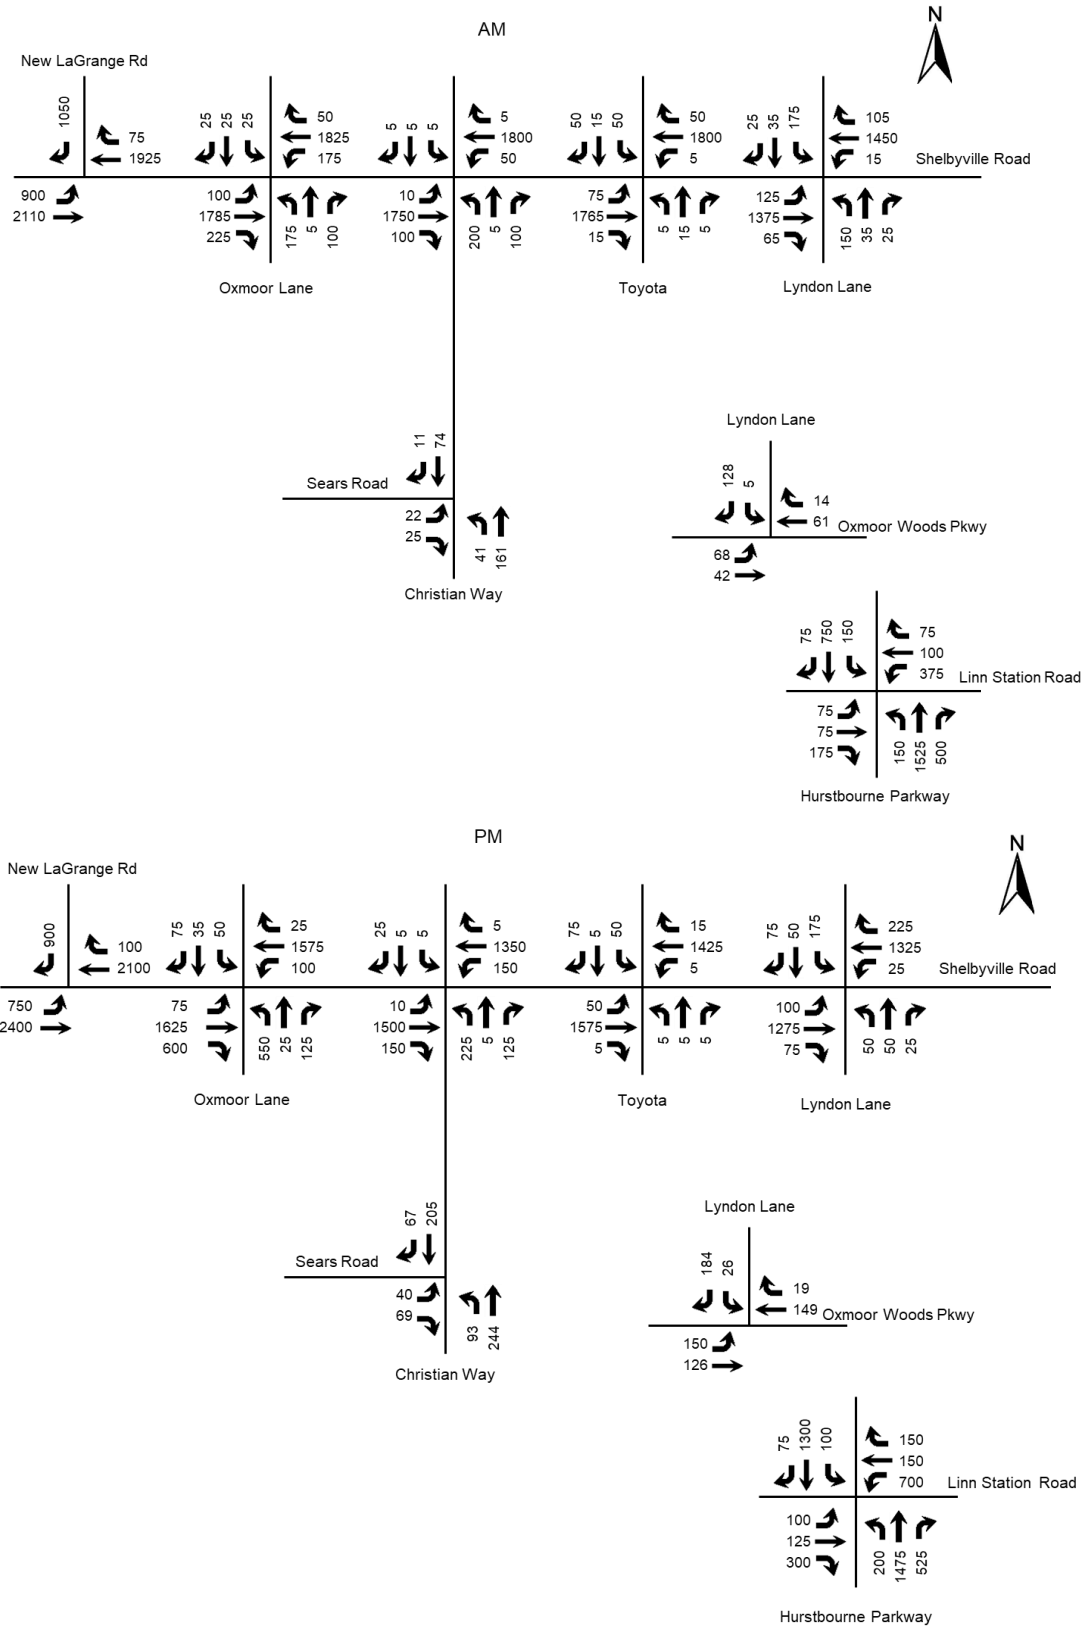 AM
N
New LaGrange Rd
1050
75
1925
900
2110
25 25 25
50
1825
175
100
1785
225
175 5 100
Oxmoor Lane
5 5 5
5
1800
50
10
1750
100
200 5 100
50 15 50
50
1800
5
75
1765
15
5 15 5
Toyota
25 35 175
105
1450
15
Shelbyville Road
125
1375
65
150 35 25
Lyndon Lane
11 74
Sears Road
22
25
41 161
Christian Way
Lyndon Lane
128 5
14
61
Oxmoor Woods Pkwy
68
42
75 750 150
75
100
375
Linn Station Road
75
75
175
150 1525 500
Hurstbourne Parkway
PM
N
New LaGrange Rd
900
100
2100
750
2400
75 35 50
25
1575
100
75
1625
600
550 25 125
Oxmoor Lane
25 5 5
5
1350
150
10
1500
150
225 5 125
75 5 50
15
1425
5
50
1575
5
5 5 5
Toyota
75 50 175
225
1325
25
Shelbyville Road
100
1275
75
50 50 25
Lyndon Lane
67 205
Sears Road
40
69
93 244
Christian Way
Lyndon Lane
184 26
19
149
Oxmoor Woods Pkwy
150
126
75 1300 100
150
150
700
Linn Station Road
100
125
300
200 1475 525
Hurstbourne Parkway